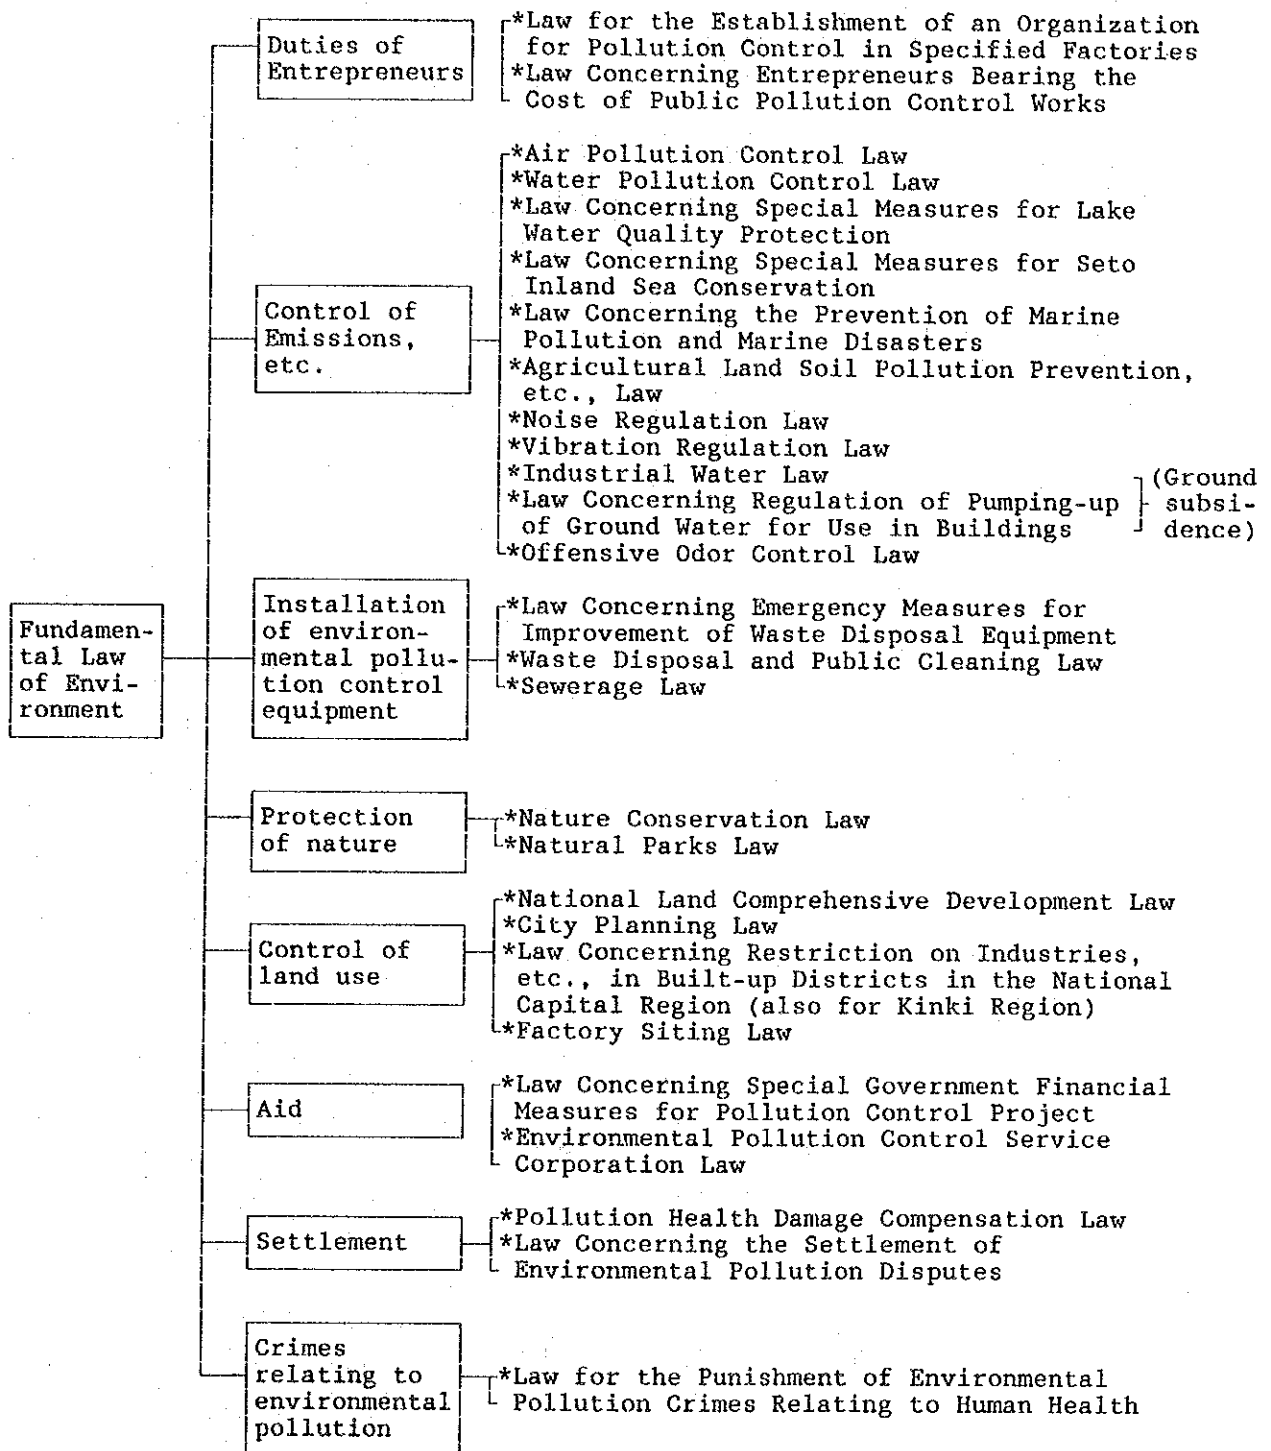 Duties of
Entrepreneurs
*Law for the Establishment of an Organization
for Pollution Control in Specified Factories
*Law Concerning Entrepreneurs Bearing the
Cost of Public Pollution Control Works
Control of
Emissions,
etc.
*Air Pollution Control Law
*Water Pollution Control Law
*Law Concerning Special Measures for Lake
Water Quality Protection
*Law Concerning Special Measures for Seto
Inland Sea Conservation
*Law Concerning the Prevention of Marine
Pollution and Marine Disasters
*Agricultural Land Soil Pollution Prevention,
etc., Law
*Noise Regulation Law
*Vibration Regulation Law
*Industrial Water Law
*Law Concerning Regulation of Pumping-up
of Ground Water for Use in Buildings
(Ground
subsi-
dence)
*Offensive Odor Control Law
Fundamen-
tal Law
of Envi-
ronment
Installation
of environ-
mental pollu-
tion control
equipment
*Law Concerning Emergency Measures for
Improvement of Waste Disposal Equipment
*Waste Disposal and Public Cleaning Law
*Sewerage Law
Protection
of nature
*Nature Conservation Law
*Natural Parks Law
Control of
land use
*National Land Comprehensive Development Law
*City Planning Law
*Law Concerning Restriction on Industries,
etc., in Built-up Districts in the National
Capital Region (also for Kinki Region)
*Factory Siting Law
Aid
*Law Concerning Special Government Financial
Measures for Pollution Control Project
*Environmental Pollution Control Service
Corporation Law
Settlement
*Pollution Health Damage Compensation Law
*Law Concerning the Settlement of
Environmental Pollution Disputes
Crimes
relating to
environmental
pollution
*Law for the Punishment of Environmental
Pollution Crimes Relating to Human Health